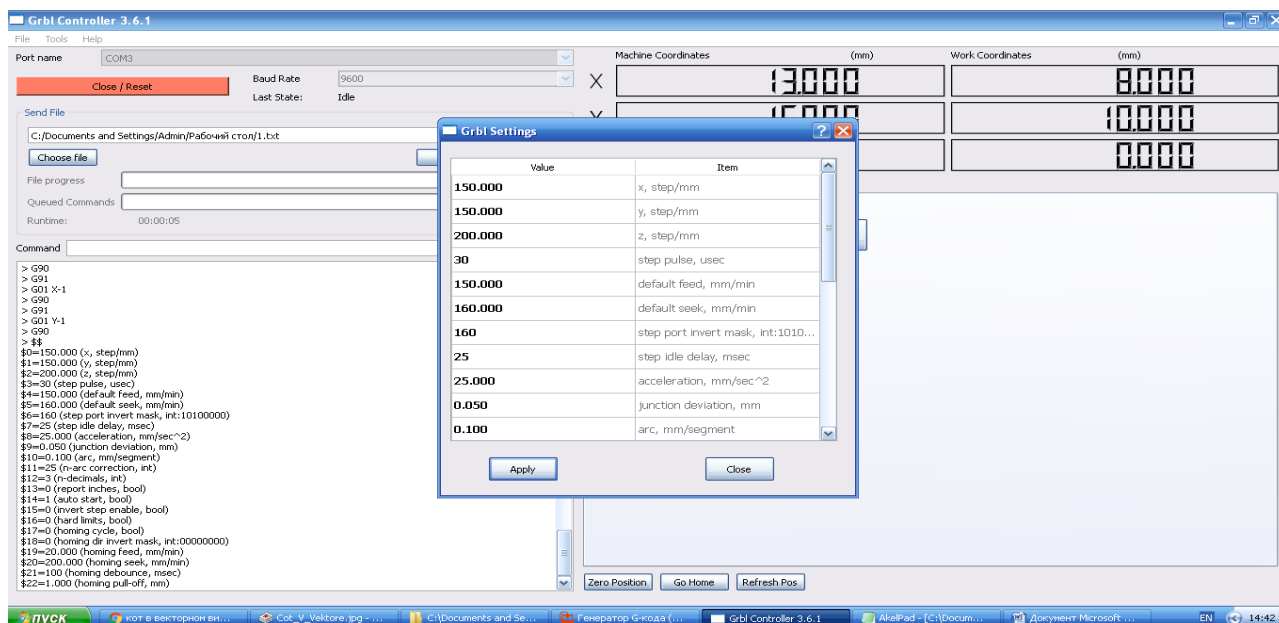 Grbl Controller 3.6.1
File Tools Help
Port name COM3
Close / Reset
Baud Rate 9600
Last State: Idle
Send File
C:/Documents and Settings/Admin/Рабочий стол/1.txt
Choose file
File progress
Queued Commands
Runtime: 00:00:05
Command
> G90
> G91
> G01 X-1
> G90
> G91
> G01 Y-1
> G90
> $$
$0=150.000 (x, step/mm)
$1=150.000 (y, step/mm)
$2=200.000 (z, step/mm)
$3=30 (step pulse, usec)
$4=150.000 (default feed, mm/min)
$5=160.000 (default seek, mm/min)
$6=160 (step port invert mask, int:10100000)
$7=25 (step idle delay, msec)
$8=25.000 (acceleration, mm/sec^2)
$9=0.050 (junction deviation, mm)
$10=0.100 (arc, mm/segment)
$11=25 (n-arc correction, int)
$12=3 (n-decimals, int)
$13=0 (report inches, bool)
$14=1 (auto start, bool)
$15=0 (invert step enable, bool)
$16=0 (hard limits, bool)
$17=0 (homing cycle, bool)
$18=0 (homing dir invert mask, int:00000000)
$19=20.000 (homing feed, mm/min)
$20=200.000 (homing seek, mm/min)
$21=100 (homing debounce, msec)
$22=1.000 (homing pull-off, mm)
Machine Coordinates (mm) Work Coordinates (mm)
X 13.000 8.000
10.000
0.000
Grbl Settings
Value Item
150.000 x, step/mm
150.000 y, step/mm
200.000 z, step/mm
30 step pulse, usec
150.000 default feed, mm/min
160.000 default seek, mm/min
160 step port invert mask, int:1010...
25 step idle delay, msec
25.000 acceleration, mm/sec^2
0.050 junction deviation, mm
0.100 arc, mm/segment
Apply Close
Zero Position Go Home Refresh Pos
пуск кот в векторном ви... Cot_V_Vektore.jpg - ... C:\Documents and Se... Генератор G-кода (... Grbl Controller 3.6.1 AkelPad - [C:\Docum... Документ Microsoft ... EN 14:42